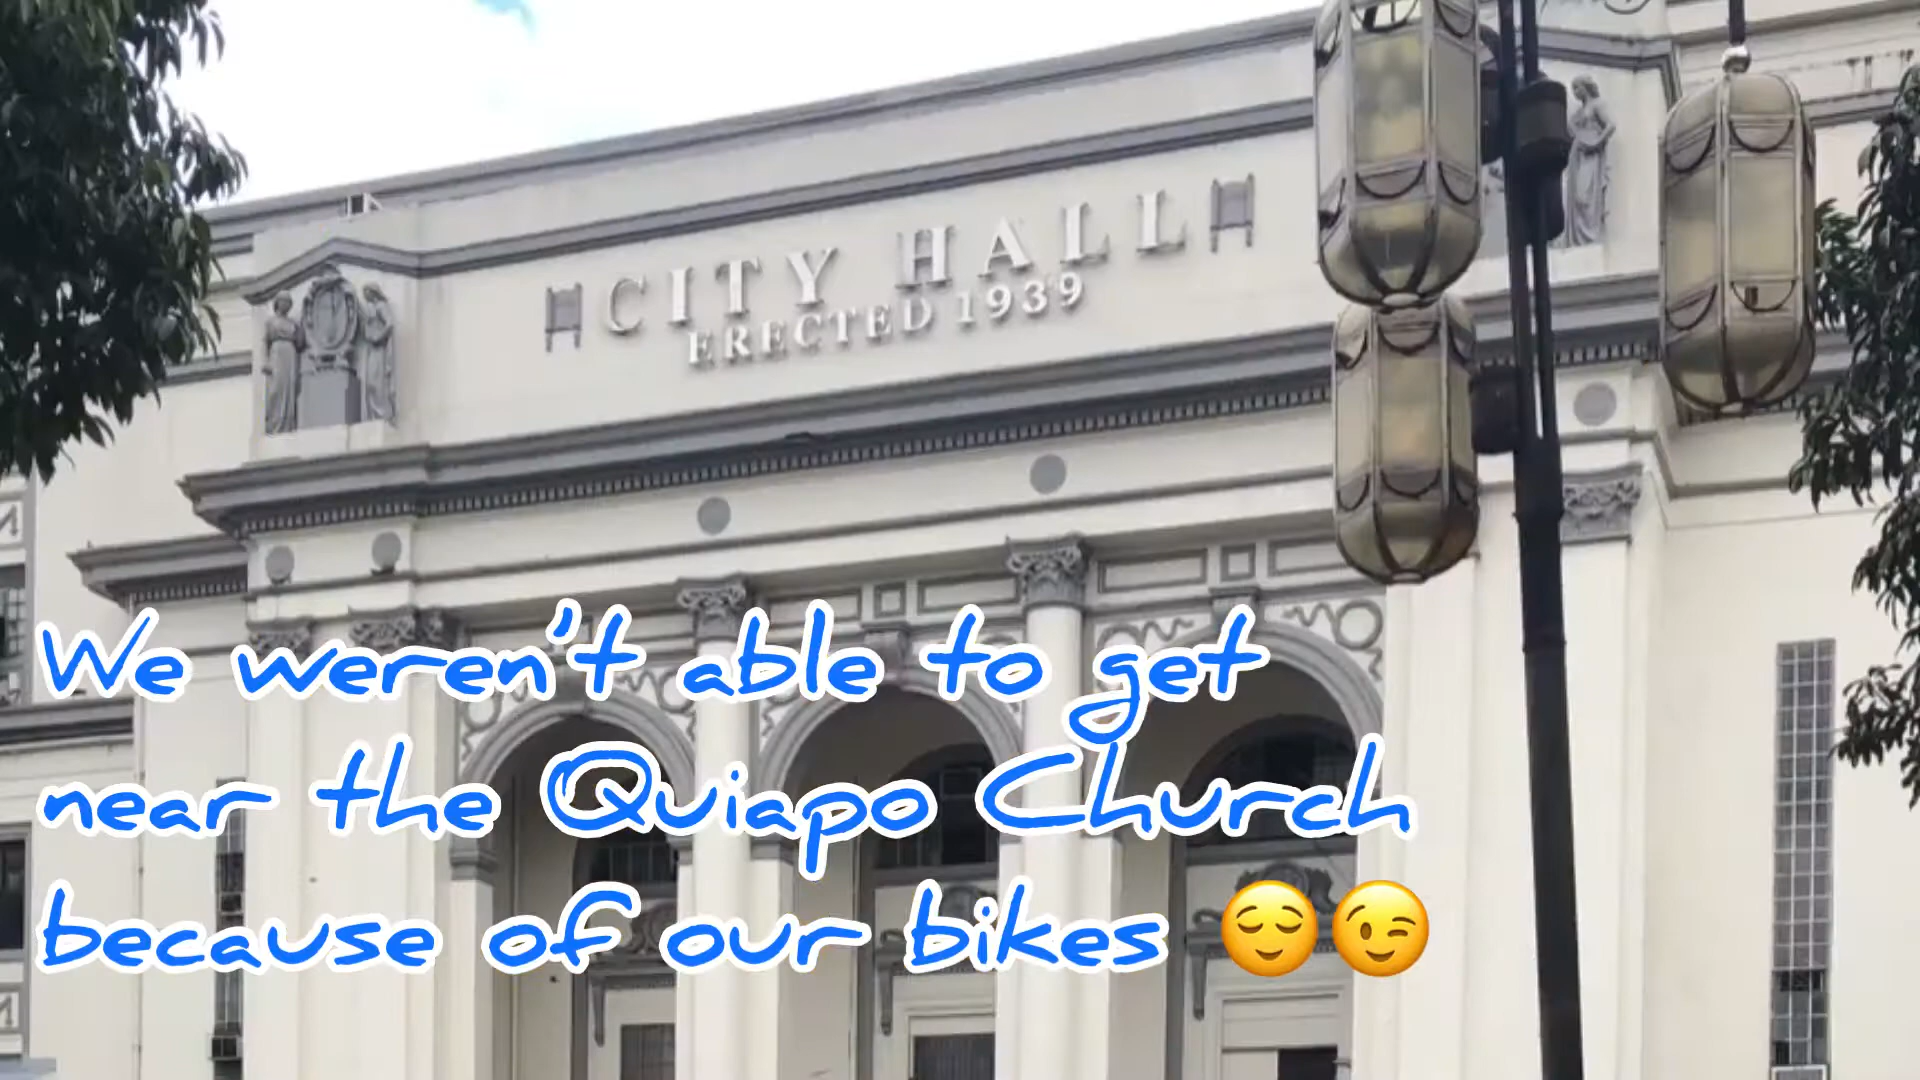 CITY HALL
ERECTED 1939
We weren't able to get
near the Quiapo Church
because of our bikes 😌😉